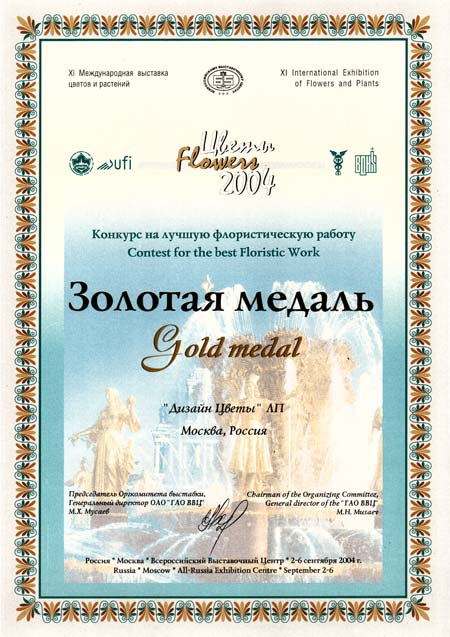 XI Международная выставка
цветов и растений
XI International Exhibition
of Flowers and Plants
Цветы
Flowers
2004
ufi
Конкурс на лучшую флористическую работу
Contest for the best Floristic Work
Золотая медаль
Gold medal
"Дизайн Цветы" ЛП
Москва, Россия
Председатель Оргкомитета выставки,
Генеральный директор ОАО "ГАО ВВЦ"
М.Х. Мусаев
Chairman of the Organizing Committee,
General director of the "ГАО ВВЦ"
M.H.
Россия * Москва * Всероссийский Выставочный Центр * 2-6 сентября 2004 г.
Russia * Moscow * All-Russia Exhibition Centre * September 2-6